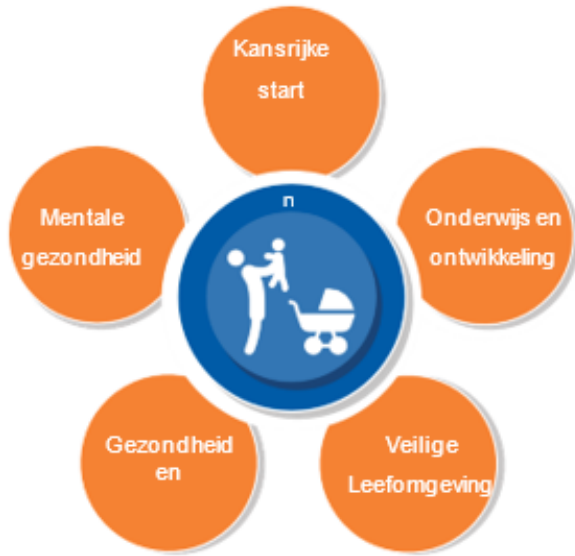 Kansrijke
start
n
Mentale
gezondheid
Onderwijs en
ontwikkeling
Gezondheid
en
Veilige
Leefomgeving